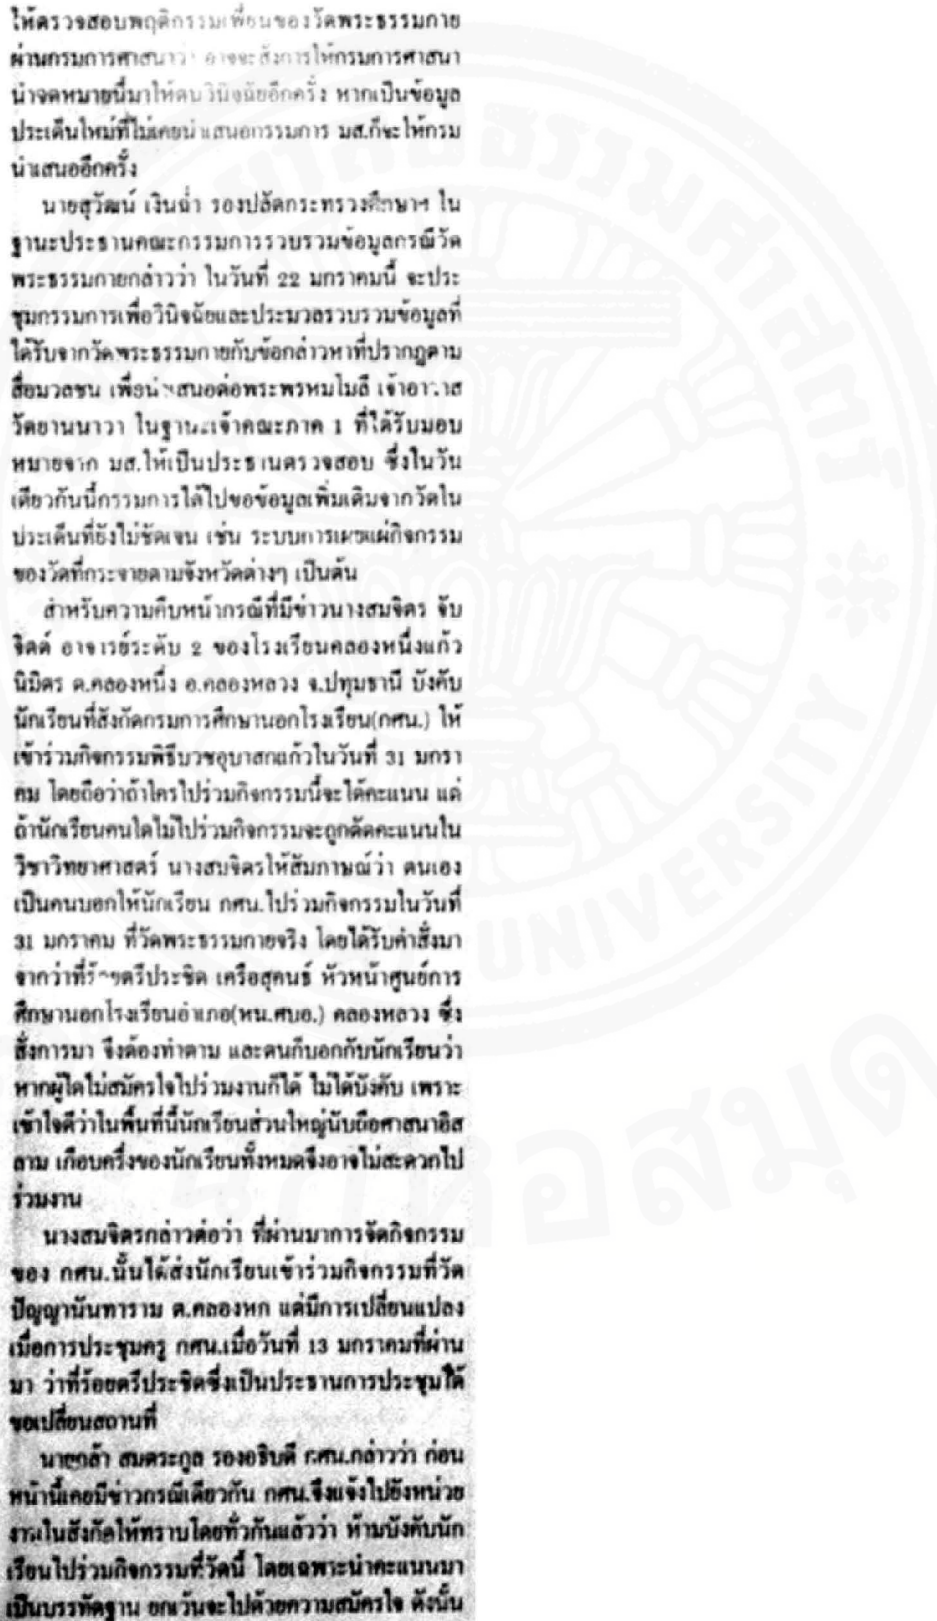 ให้ตรวจสอบพฤติกรรมเพี้ยนของวัดพระธรรมกาย
ผ่านกรมการศาสนาว่า อาจจะสั่งการให้กรมการศาสนา
นำจดหมายนี้มาให้ตนวินิจฉัยอีกครั้ง หากเป็นข้อมูล
ประเด็นใหม่ที่ไม่เคยนำเสนอกรรมการ มส.ก็จะให้กรม
นำเสนออีกครั้ง
นายสุวัฒน์ เงินฉ่ำ รองปลัดกระทรวงศึกษาฯ ใน
ฐานะประธานคณะกรรมการรวบรวมข้อมูลกรณีวัด
พระธรรมกายกล่าวว่า ในวันที่ 22 มกราคมนี้ จะประ
ชุมกรรมการเพื่อวินิจฉัยและประมวลรวบรวมข้อมูลที่
ได้รับจากวัดพระธรรมกายกับข้อกล่าวหาที่ปรากฏตาม
สื่อมวลชน เพื่อนำเสนอต่อพระพรหมโมลี เจ้าอาวาส
วัดยานนาวา ในฐานะเจ้าคณะภาค 1 ที่ได้รับมอบ
หมายจาก มส.ให้เป็นประธานตรวจสอบ ซึ่งในวัน
เดียวกันนี้กรรมการได้ไปขอข้อมูลเพิ่มเติมจากวัดใน
ประเด็นที่ยังไม่ชัดเจน เช่น ระบบการเผยแผ่กิจกรรม
ของวัดที่กระจายตามจังหวัดต่างๆ เป็นต้น
สำหรับความคืบหน้ากรณีที่มีข่าวนางสมจิตร จับ
จิตต์ อาจารย์ระดับ 2 ของโรงเรียนคลองหนึ่งแก้ว
นิมิตร ต.คลองหนึ่ง อ.คลองหลวง จ.ปทุมธานี บังคับ
นักเรียนที่สังกัดกรมการศึกษานอกโรงเรียน(กศน.) ให้
เข้าร่วมกิจกรรมพิธีบวชอุบาสกแก้วในวันที่ 31 มกรา
คม โดยถือว่าถ้าใครไปร่วมกิจกรรมนี้จะได้คะแนน แต่
ถ้านักเรียนคนใดไม่ไปร่วมกิจกรรมจะถูกตัดคะแนนใน
วิชาวิทยาศาสตร์ นางสมจิตรให้สัมภาษณ์ว่า ตนเอง
เป็นคนบอกให้นักเรียน กศน.ไปร่วมกิจกรรมในวันที่
31 มกราคม ที่วัดพระธรรมกายจริง โดยได้รับคำสั่งมา
จากว่าที่ร้อยตรีประชิต เครือสุคนธ์ หัวหน้าศูนย์การ
ศึกษานอกโรงเรียนอำเภอ(หน.ศบอ.) คลองหลวง ซึ่ง
สั่งการมา จึงต้องทำตาม และตนก็บอกกับนักเรียนว่า
หากผู้ใดไม่สมัครใจไปร่วมงานก็ได้ ไม่ได้บังคับ เพราะ
เข้าใจดีว่าในพื้นที่นี้นักเรียนส่วนใหญ่นับถือศาสนาอิส
ลาม เกือบครึ่งของนักเรียนทั้งหมดจึงอาจไม่สะดวกไป
ร่วมงาน
นางสมจิตรกล่าวต่อว่า ที่ผ่านมาการจัดกิจกรรม
ของ กศน.นั้นได้ส่งนักเรียนเข้าร่วมกิจกรรมที่วัด
ปัญญานันทาราม ต.คลองหก แต่มีการเปลี่ยนแปลง
เมื่อการประชุมครู กศน.เมื่อวันที่ 13 มกราคมที่ผ่าน
มา ว่าที่ร้อยตรีประชิตซึ่งเป็นประธานการประชุมได้
ขอเปลี่ยนสถานที่
นายกล้า สมตระกูล รองอธิบดี กศน.กล่าวว่า ก่อน
หน้านี้เคยมีข่าวกรณีเดียวกัน กศน.จึงแจ้งไปยังหน่วย
งานในสังกัดให้ทราบโดยทั่วกันแล้วว่า ห้ามบังคับนัก
เรียนไปร่วมกิจกรรมที่วัดนี้ โดยเฉพาะนำคะแนนมา
เป็นบรรทัดฐาน ยกเว้นจะไปด้วยความสมัครใจ ดังนั้น
UNIVERSITY